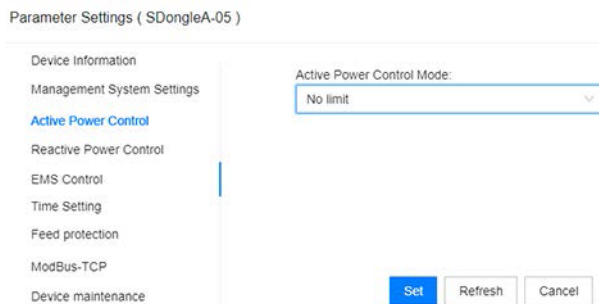 Parameter Settings ( SDongleA-05 )
Device Information
Management System Settings
Active Power Control
Reactive Power Control
EMS Control
Time Setting
Feed protection
ModBus-TCP
Device maintenance
Active Power Control Mode:
No limit
Set Refresh Cancel